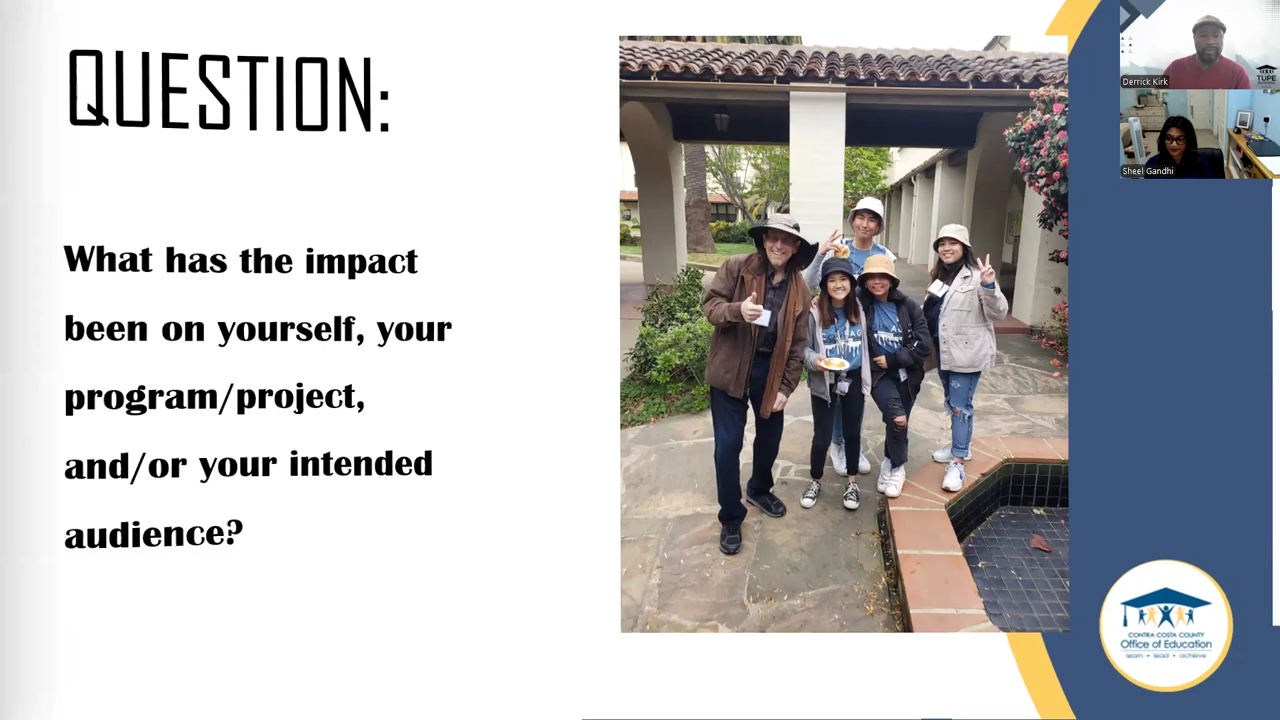 QUESTION:
What has the impact
been on yourself, your
program/project,
and/or your intended
audience?
Derrick Kirk
TUPE
Sheel Gandhi
CONTRA COSTA COUNTY
Office of Education
learn • lead • achieve